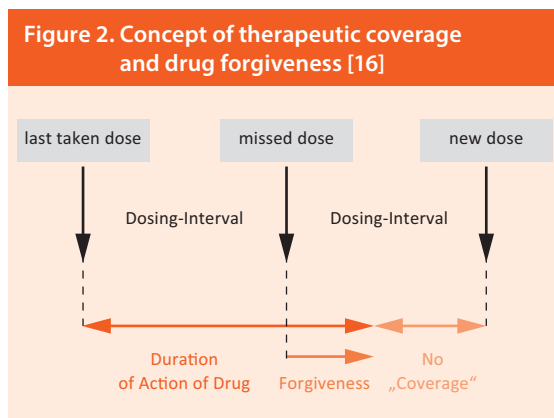 Figure 2. Concept of therapeutic coverage
and drug forgiveness [16]
last taken dose
missed dose
new dose
Dosing-Interval
Dosing-Interval
Duration
of Action of Drug
Forgiveness
No
„Coverage“